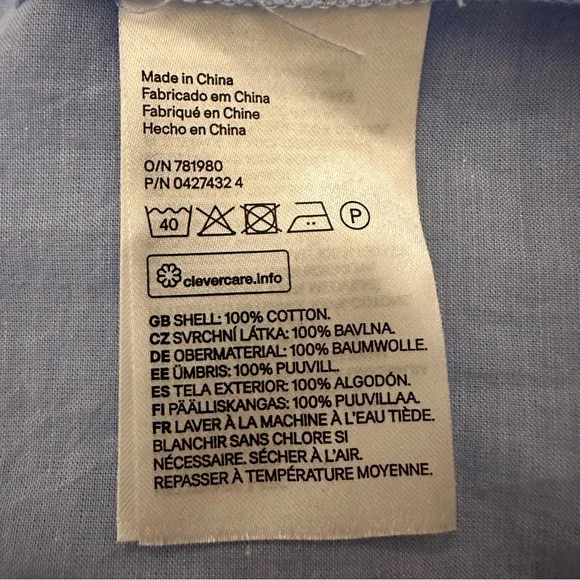 Made in China
Fabricado em China
Fabriqué en Chine
Hecho en China
O/N 781980
P/N 0427432 4
40 P
clevercare.info
GB SHELL: 100% COTTON.
CZ SVRCHNÍ LÁTKA: 100% BAVLNA.
DE OBERMATERIAL: 100% BAUMWOLLE.
EE ÜMBRIS: 100% PUUVILL.
ES TELA EXTERIOR: 100% ALGODÓN.
FI PÄÄLLISKANGAS: 100% PUUVILLAA.
FR LAVER À LA MACHINE À L'EAU TIÈDE.
BLANCHIR SANS CHLORE SI
NÉCESSAIRE. SÉCHER À L'AIR.
REPASSER À TEMPÉRATURE MOYENNE.